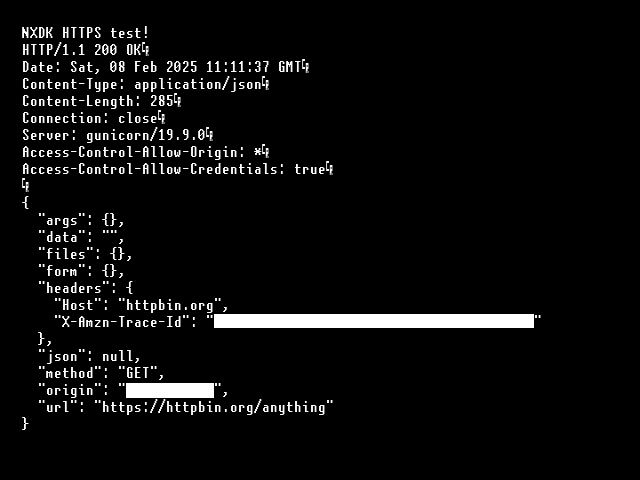 NXDK HTTPS test!
HTTP/1.1 200 OK␍
Date: Sat, 08 Feb 2025 11:11:37 GMT␍
Content-Type: application/json␍
Content-Length: 285␍
Connection: close␍
Server: gunicorn/19.9.0␍
Access-Control-Allow-Origin: *␍
Access-Control-Allow-Credentials: true␍
␍
{
  "args": {},
  "data": "",
  "files": {},
  "form": {},
  "headers": {
    "Host": "httpbin.org",
    "X-Amzn-Trace-Id": ""
  },
  "json": null,
  "method": "GET",
  "origin": "",
  "url": "https://httpbin.org/anything"
}